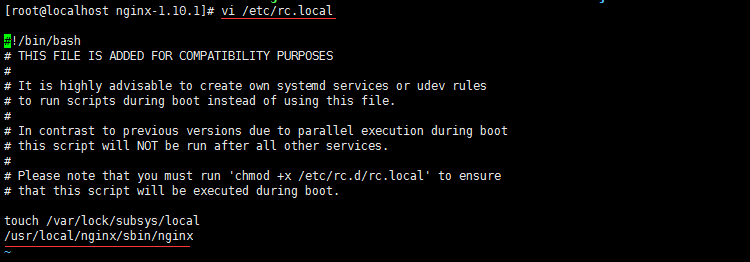 [root@localhost nginx-1.10.1]# vi /etc/rc.local
#!/bin/bash
# THIS FILE IS ADDED FOR COMPATIBILITY PURPOSES
#
# It is highly advisable to create own systemd services or udev rules
# to run scripts during boot instead of using this file.
#
# In contrast to previous versions due to parallel execution during boot
# this script will NOT be run after all other services.
#
# Please note that you must run 'chmod +x /etc/rc.d/rc.local' to ensure
# that this script will be executed during boot.
touch /var/lock/subsys/local
/usr/local/nginx/sbin/nginx
~